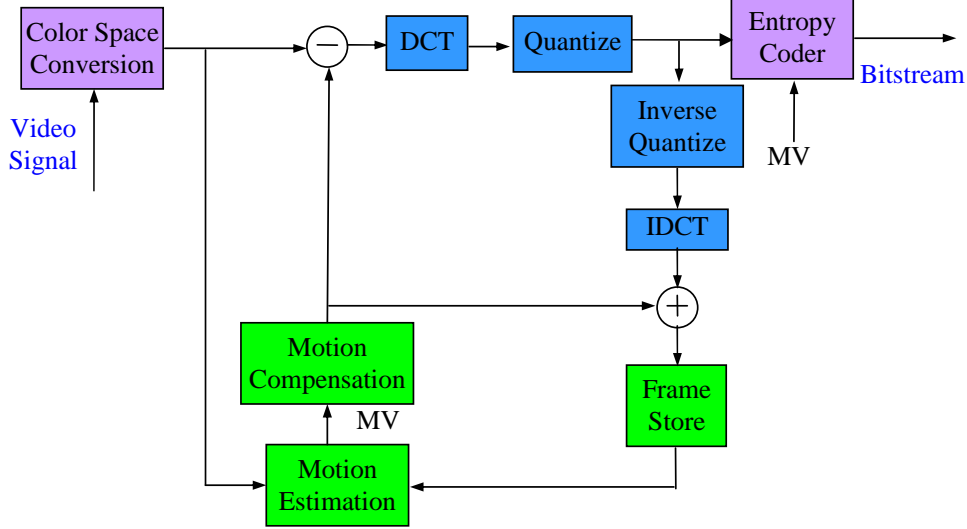 Color Space
Conversion
DCT
Quantize
Entropy
Coder
Bitstream
Video
Signal
Inverse
Quantize
MV
IDCT
Motion
Compensation
Frame
Store
MV
Motion
Estimation